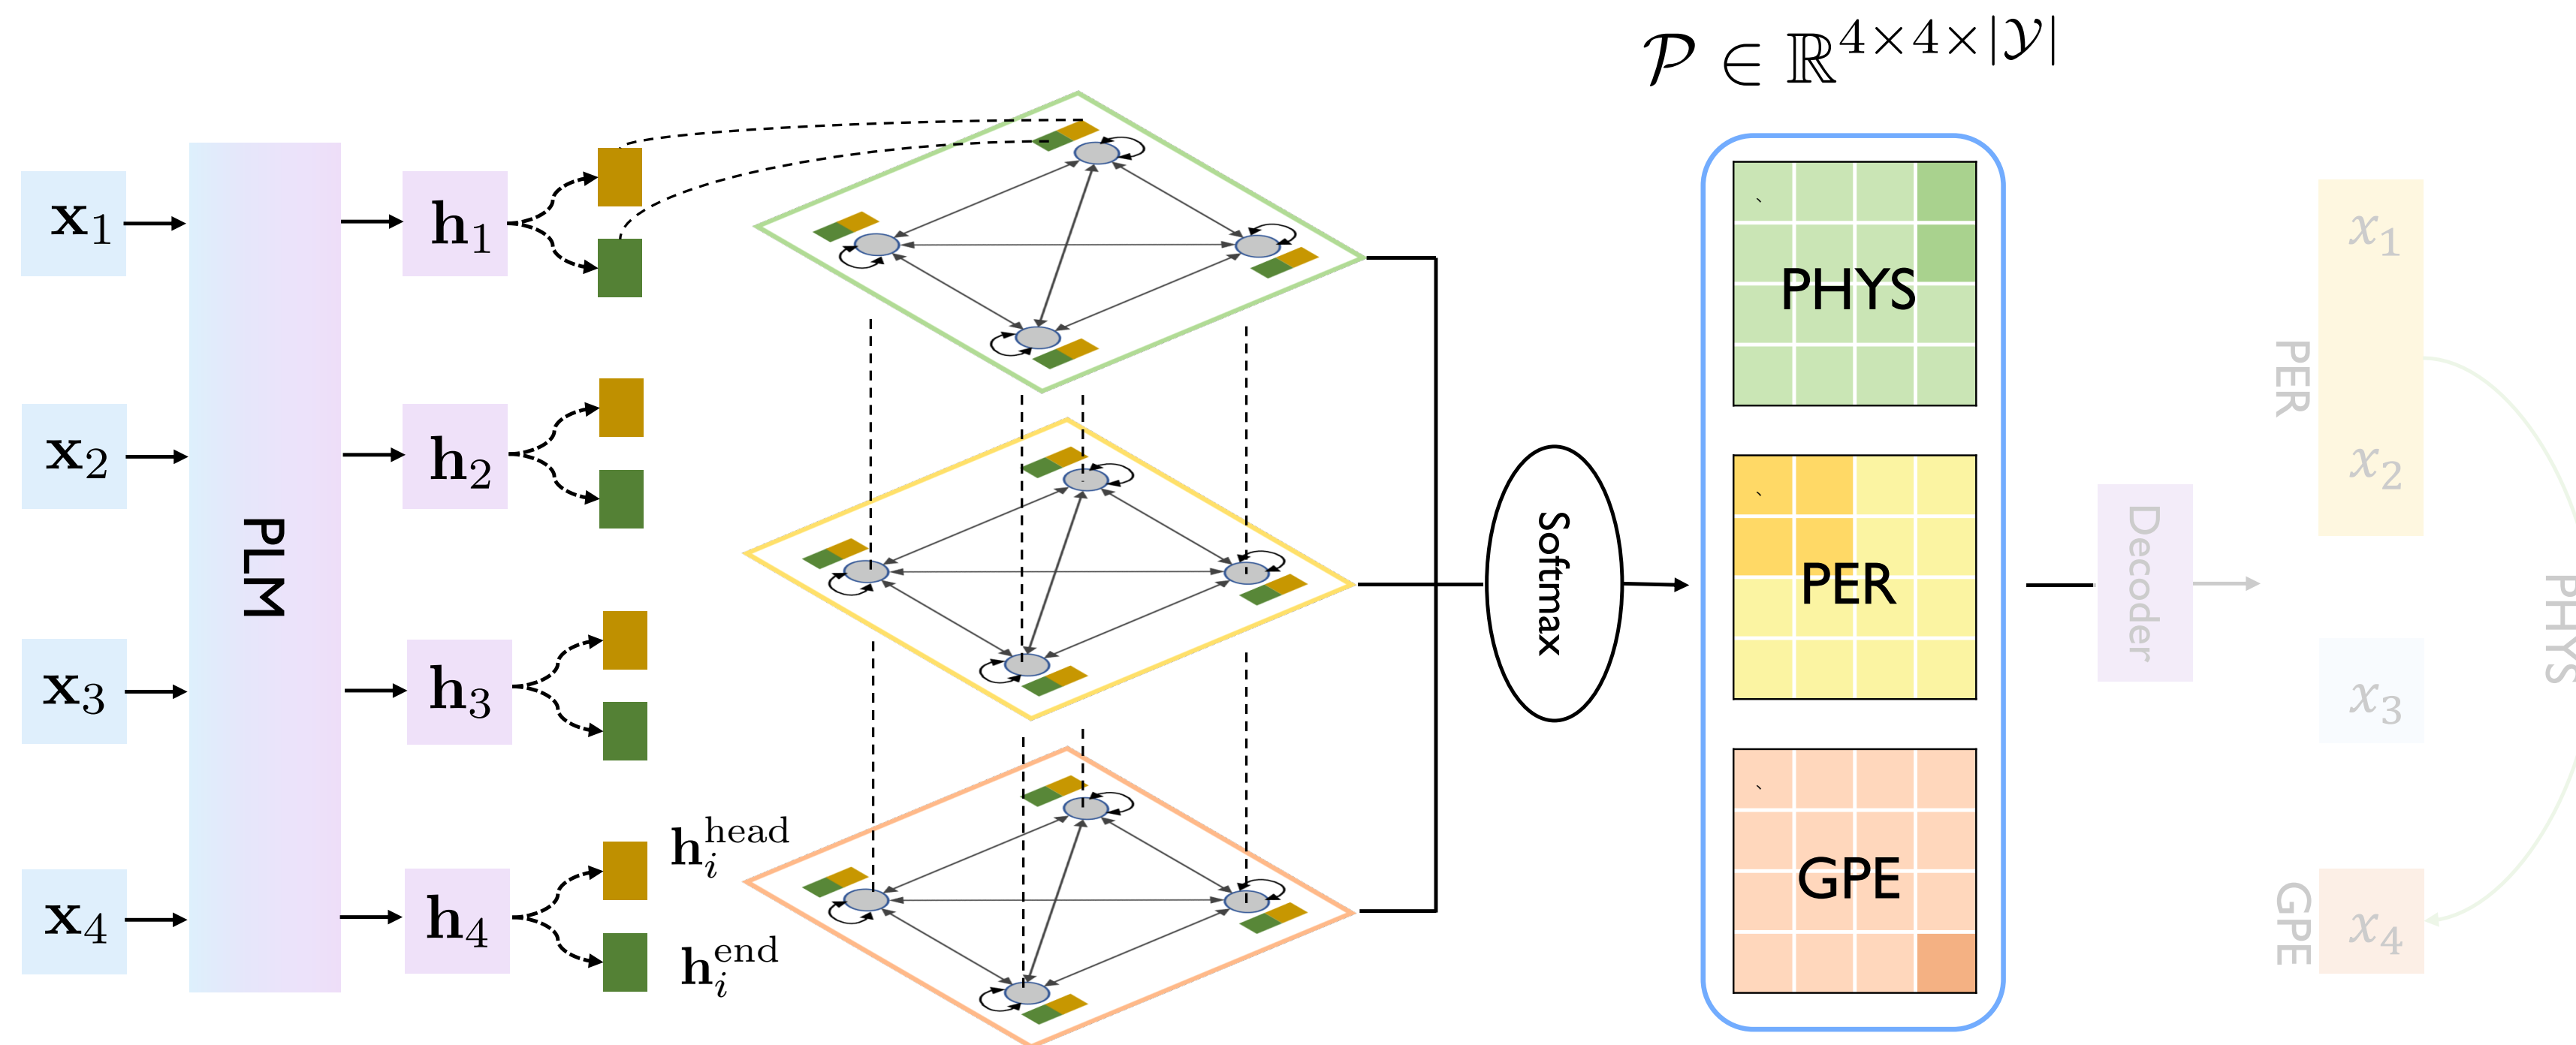 𝒫 ∈ ℝ^{4×4×|𝒴|}
x₁
h₁
x₂
h₂
x₃
h₃
x₄
h₄
PLM
h_i^{head}
h_i^{end}
Softmax
PHYS
PER
GPE
Decoder
PER
x₁
x₂
x₃
GPE
x₄
PHYS